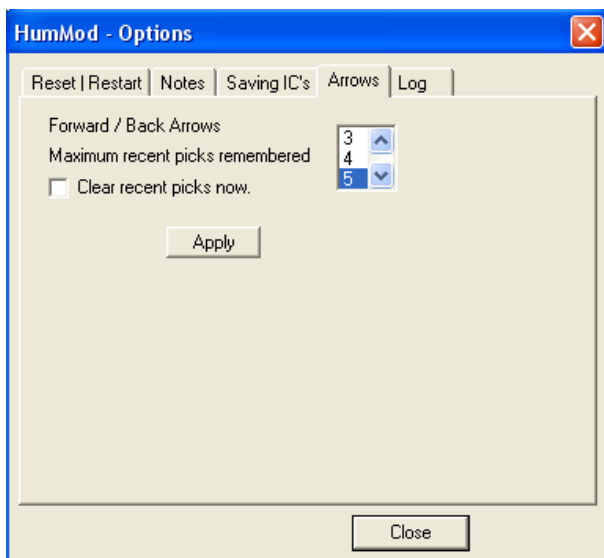 HumMod - Options
Reset | Restart Notes Saving IC's Arrows Log
Forward / Back Arrows
Maximum recent picks remembered
3
4
5
Clear recent picks now.
Apply
Close